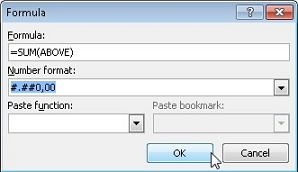 Formula
Formula:
=SUM(ABOVE)
Number format:
#.##0,00
Paste function:
Paste bookmark:
OK
Cancel